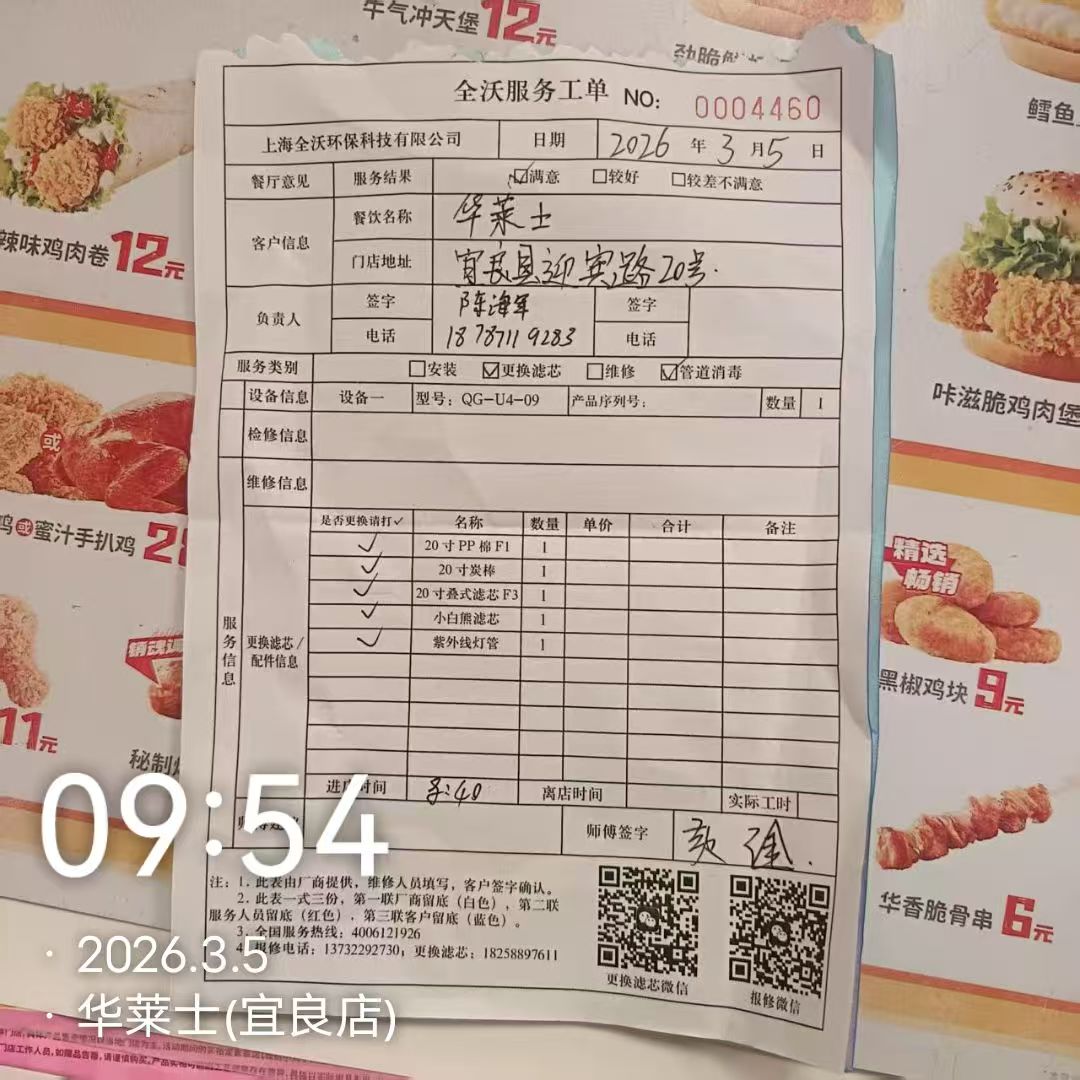 牛气冲天堡12元
全沃服务工单 NO: 0004460
上海全沃环保科技有限公司 日期 2026 年 3 月 5 日
餐厅意见 服务结果 ☑满意 □较好 □较差不满意
客户信息 餐饮名称 华莱士
门店地址 宜良县迎宾路20号.
负责人 签字 陈海军 签字
电话 18787119283 电话
服务类别 □安装 ☑更换滤芯 □维修 ☑管道消毒
设备信息 设备一 型号: QG-U4-09 产品序列号: 数量 1
检修信息
维修信息
服务信息
更换滤芯/配件信息
是否更换请打✓ 名称 数量 单价 合计 备注
✓ 20寸PP棉F1 1
✓ 20寸炭棒 1
✓ 20寸叠式滤芯F3 1
✓ 小白熊滤芯 1
✓ 紫外线灯管 1
进店时间 8:40 离店时间 实际工时
师傅签字
注: 1. 此表由厂商提供, 维修人员填写, 客户签字确认。
2. 此表一式三份, 第一联厂商留底(白色), 第二联
服务人员留底(红色), 第三联客户留底(蓝色)。
3. 全国服务热线: 4006121926
4. 报修电话: 13732292730; 更换滤芯: 18258897611
更换滤芯微信
报修微信
辣味鸡肉卷12元
或
鸡或蜜汁手扒鸡
11元
秘制
鳕鱼
咔滋脆鸡肉堡
精选
畅销
黑椒鸡块9元
华香脆骨串6元
09:54
· 2026.3.5
· 华莱士(宜良店)